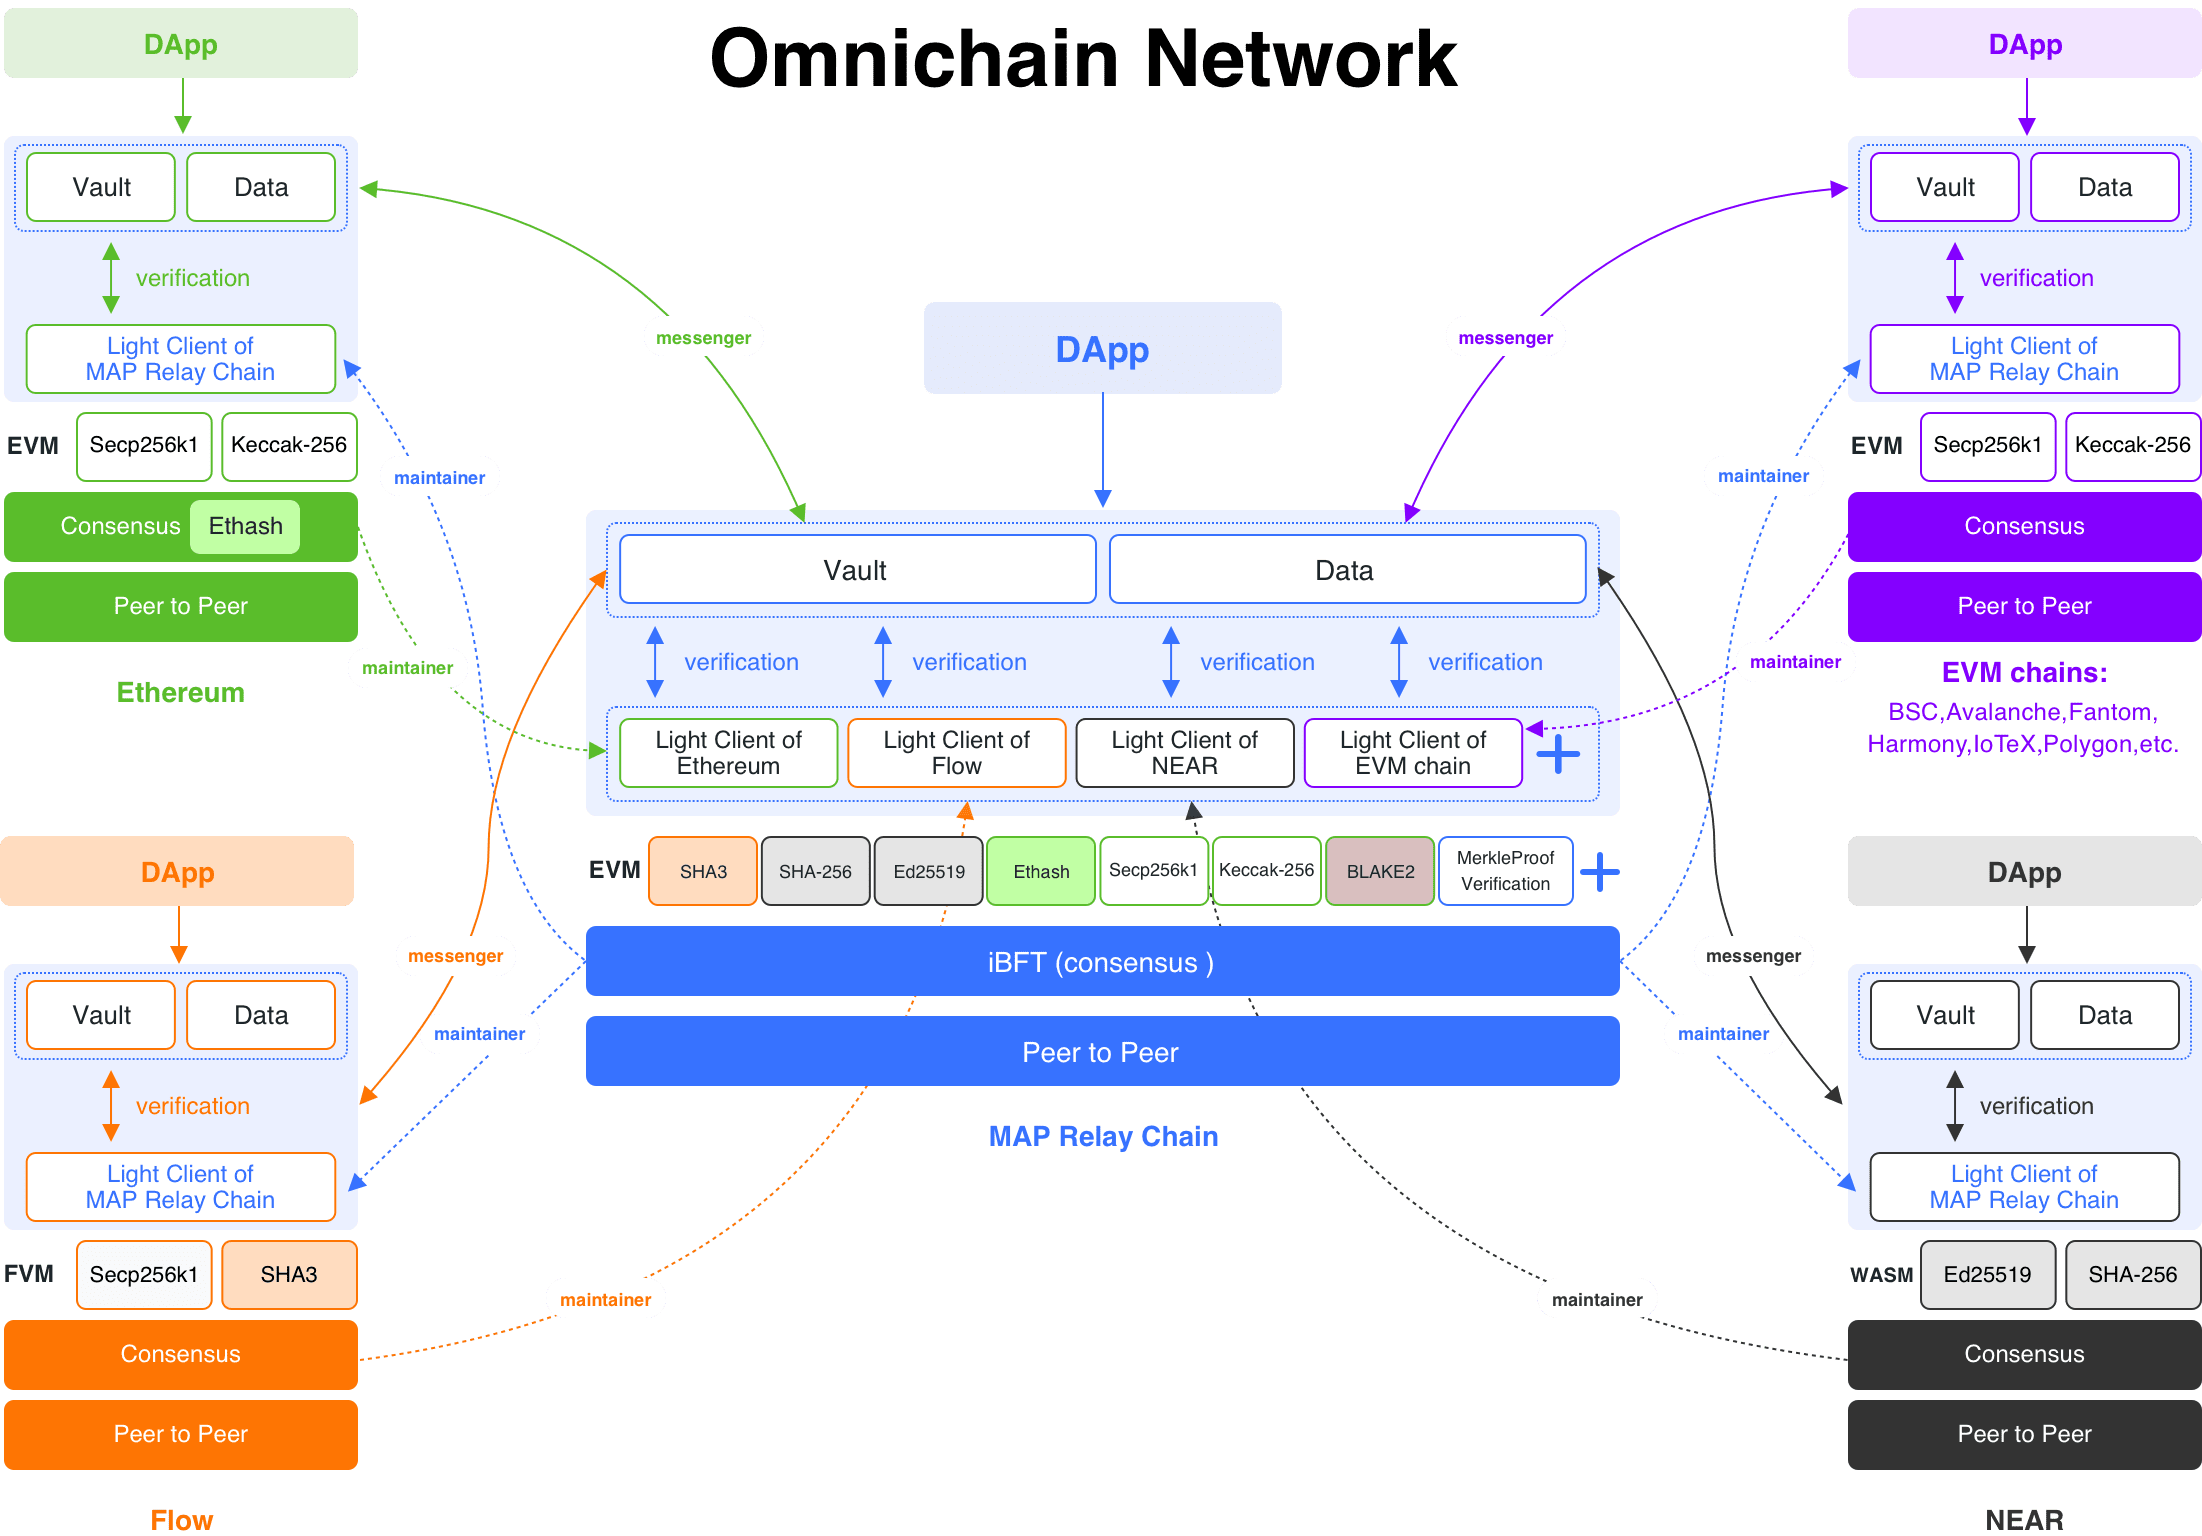 Omnichain Network
DApp
Vault
Data
verification
Light Client of
MAP Relay Chain
EVM
Secp256k1
Keccak-256
Consensus
Ethash
Peer to Peer
Ethereum
messenger
maintainer
maintainer
DApp
Vault
Data
verification
verification
verification
verification
Light Client of
Ethereum
Light Client of
Flow
Light Client of
NEAR
Light Client of
EVM chain
EVM
SHA3
SHA-256
Ed25519
Ethash
Secp256k1
Keccak-256
BLAKE2
MerkleProof
Verification
iBFT (consensus )
Peer to Peer
MAP Relay Chain
messenger
maintainer
maintainer
DApp
Vault
Data
verification
Light Client of
MAP Relay Chain
EVM
Secp256k1
Keccak-256
Consensus
Peer to Peer
EVM chains:
BSC,Avalanche,Fantom,
Harmony,IoTeX,Polygon,etc.
DApp
Vault
Data
verification
Light Client of
MAP Relay Chain
FVM
Secp256k1
SHA3
Consensus
Peer to Peer
Flow
messenger
maintainer
maintainer
messenger
maintainer
maintainer
DApp
Vault
Data
verification
Light Client of
MAP Relay Chain
WASM
Ed25519
SHA-256
Consensus
Peer to Peer
NEAR